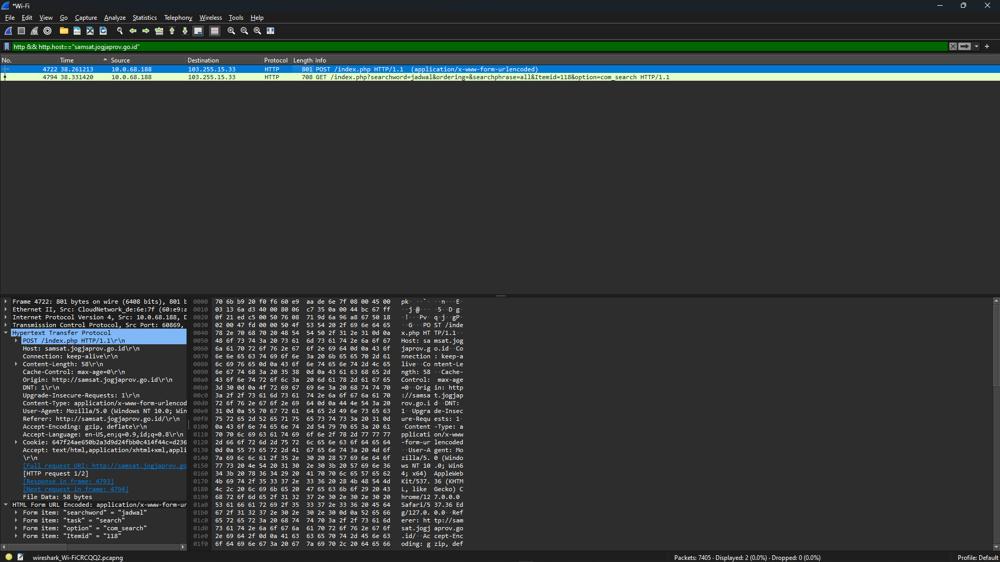 *Wi-Fi
File Edit View Go Capture Analyze Statistics Telephony Wireless Tools Help
http && http.host=="samsat.jogjaprov.go.id"
No. Time Source Destination Protocol Length Info
4722 38.261213 10.0.68.188 103.255.15.33 HTTP 801 POST /index.php HTTP/1.1  (application/x-www-form-urlencoded)
4794 38.331420 10.0.68.188 103.255.15.33 HTTP 708 GET /index.php?searchword=jadwal&ordering=&searchphrase=all&Itemid=118&option=com_search HTTP/1.1
Frame 4722: 801 bytes on wire (6408 bits), 801 b
Ethernet II, Src: CloudNetwork_de:6e:7f (60:e9:a
Internet Protocol Version 4, Src: 10.0.68.188, D
Transmission Control Protocol, Src Port: 60869,
Hypertext Transfer Protocol
POST /index.php HTTP/1.1\r\n
Host: samsat.jogjaprov.go.id\r\n
Connection: keep-alive\r\n
Content-Length: 58\r\n
Cache-Control: max-age=0\r\n
Origin: http://samsat.jogjaprov.go.id\r\n
DNT: 1\r\n
Upgrade-Insecure-Requests: 1\r\n
Content-Type: application/x-www-form-urlencod
User-Agent: Mozilla/5.0 (Windows NT 10.0; Win
Referer: http://samsat.jogjaprov.go.id/\r\n
Accept-Encoding: gzip, deflate\r\n
Accept-Language: en-US,en;q=0.9,id;q=0.8\r\n
Cookie: 647f24ae650b2a3d9d24fbb0c414f44c=d236
Accept: text/html,application/xhtml+xml,appli
\r\n
[Full request URI: http://samsat.jogjaprov.go
[HTTP request 1/2]
[Response in frame: 4793]
[Next request in frame: 4794]
File Data: 58 bytes
HTML Form URL Encoded: application/x-www-form-ur
Form item: "searchword" = "jadwal"
Form item: "task" = "search"
Form item: "option" = "com_search"
Form item: "Itemid" = "118"
0000 70 6b b9 20 f0 f6 60 e9 aa de 6e 7f 08 00 45 00 pk· ··`· ··n···E·
0010 03 13 6a d3 40 00 80 06 c7 35 0a 00 44 bc 67 ff ··j·@··· ·5··D·g·
0020 0f 21 ed c5 00 50 76 08 71 9d 6a 96 a8 67 50 18 ·!···Pv· q·j··gP·
0030 02 00 47 fd 00 00 50 4f 53 54 20 2f 69 6e 64 65 ··G···PO ST /inde
0040 78 2e 70 68 70 20 48 54 54 50 2f 31 2e 31 0d 0a x.php HT TP/1.1··
0050 48 6f 73 74 3a 20 73 61 6d 73 61 74 2e 6a 6f 67 Host: sa msat.jog
0060 6a 61 70 72 6f 76 2e 67 6f 2e 69 64 0d 0a 43 6f japrov.g o.id··Co
0070 6e 6e 65 63 74 69 6f 6e 3a 20 6b 65 65 70 2d 61 nnection : keep-a
0080 6c 69 76 65 0d 0a 43 6f 6e 74 65 6e 74 2d 4c 65 live··Co ntent-Le
0090 6e 67 74 68 3a 20 35 38 0d 0a 43 61 63 68 65 2d ngth: 58 ··Cache-
00a0 43 6f 6e 74 72 6f 6c 3a 20 6d 61 78 2d 61 67 65 Control:  max-age
00b0 3d 30 0d 0a 4f 72 69 67 69 6e 3a 20 68 74 74 70 =0··Orig in: http
00c0 3a 2f 2f 73 61 6d 73 61 74 2e 6a 6f 67 6a 61 70 ://samsa t.jogjap
00d0 72 6f 76 2e 67 6f 2e 69 64 0d 0a 44 4e 54 3a 20 rov.go.i d··DNT:
00e0 31 0d 0a 55 70 67 72 61 64 65 2d 49 6e 73 65 63 1··Upgra de-Insec
00f0 75 72 65 2d 52 65 71 75 65 73 74 73 3a 20 31 0d ure-Requ ests: 1·
0100 0a 43 6f 6e 74 65 6e 74 2d 54 79 70 65 3a 20 61 ·Content -Type: a
0110 70 70 6c 69 63 61 74 69 6f 6e 2f 78 2d 77 77 77 pplicati on/x-www
0120 2d 66 6f 72 6d 2d 75 72 6c 65 6e 63 6f 64 65 64 -form-ur lencoded
0130 0d 0a 55 73 65 72 2d 41 67 65 6e 74 3a 20 4d 6f ··User-A gent: Mo
0140 7a 69 6c 6c 61 2f 35 2e 30 20 28 57 69 6e 64 6f zilla/5. 0 (Windo
0150 77 73 20 4e 54 20 31 30 2e 30 3b 20 57 69 6e 36 ws NT 10 .0; Win6
0160 34 3b 20 78 36 34 29 20 41 70 70 6c 65 57 65 62 4; x64)  AppleWeb
0170 4b 69 74 2f 35 33 37 2e 33 36 20 28 4b 48 54 4d Kit/537. 36 (KHTM
0180 4c 2c 20 6c 69 6b 65 20 47 65 63 6b 6f 29 20 43 L, like  Gecko) C
0190 68 72 6f 6d 65 2f 31 32 37 2e 30 2e 30 2e 30 20 hrome/12 7.0.0.0
01a0 53 61 66 61 72 69 2f 35 33 37 2e 33 36 20 45 64 Safari/5 37.36 Ed
01b0 67 2f 31 32 37 2e 30 2e 30 2e 30 0d 0a 52 65 66 g/127.0. 0.0··Ref
01c0 65 72 65 72 3a 20 68 74 74 70 3a 2f 2f 73 61 6d erer: ht tp://sam
01d0 73 61 74 2e 6a 6f 67 6a 61 70 72 6f 76 2e 67 6f sat.jogj aprov.go
01e0 2e 69 64 2f 0d 0a 41 63 63 65 70 74 2d 45 6e 63 .id/··Ac cept-Enc
01f0 6f 64 69 6e 67 3a 20 67 7a 69 70 2c 20 64 65 66 oding: g zip, def
wireshark_Wi-FiCRCQQ2.pcapng
Packets: 7405 · Displayed: 2 (0.0%) · Dropped: 0 (0.0%)
Profile: Default